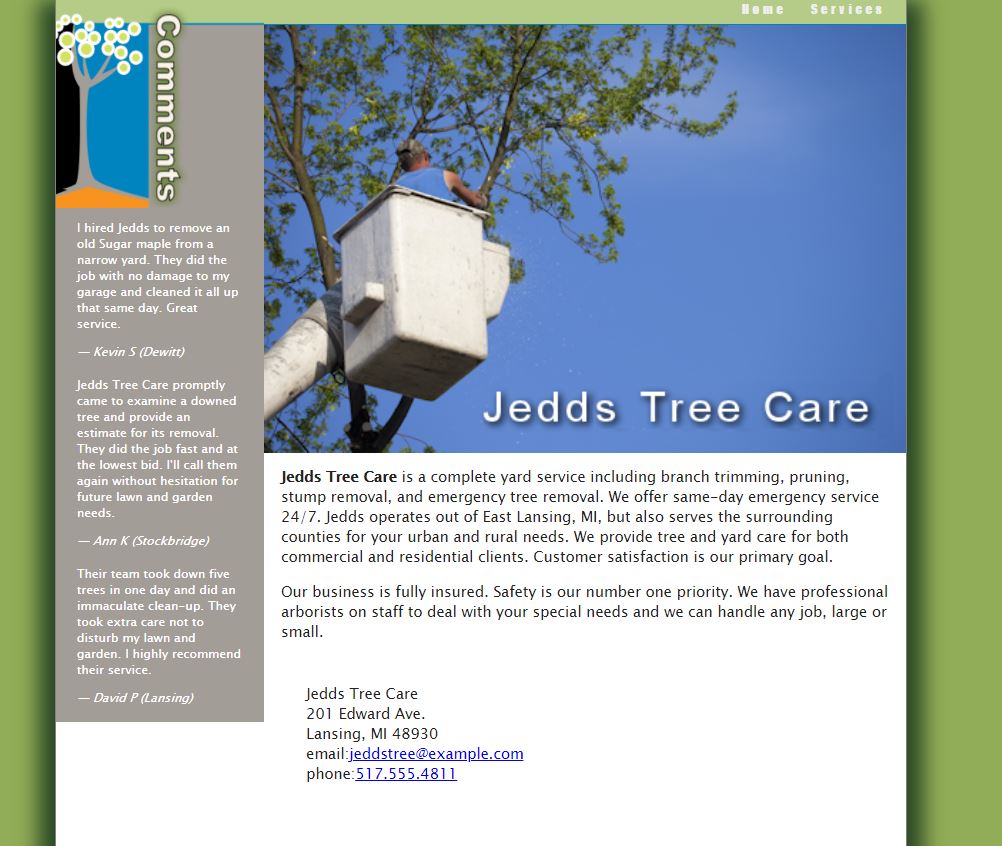 Home Services
Comments
I hired Jedds to remove an
old Sugar maple from a
narrow yard. They did the
job with no damage to my
garage and cleaned it all up
that same day. Great
service.
— Kevin S (Dewitt)
Jedds Tree Care promptly
came to examine a downed
tree and provide an
estimate for its removal.
They did the job fast and at
the lowest bid. I'll call them
again without hesitation for
future lawn and garden
needs.
— Ann K (Stockbridge)
Their team took down five
trees in one day and did an
immaculate clean-up. They
took extra care not to
disturb my lawn and
garden. I highly recommend
their service.
— David P (Lansing)
Jedds Tree Care
Jedds Tree Care is a complete yard service including branch trimming, pruning,
stump removal, and emergency tree removal. We offer same-day emergency service
24/7. Jedds operates out of East Lansing, MI, but also serves the surrounding
counties for your urban and rural needs. We provide tree and yard care for both
commercial and residential clients. Customer satisfaction is our primary goal.
Our business is fully insured. Safety is our number one priority. We have professional
arborists on staff to deal with your special needs and we can handle any job, large or
small.
Jedds Tree Care
201 Edward Ave.
Lansing, MI 48930
email:jeddstree@example.com
phone:517.555.4811